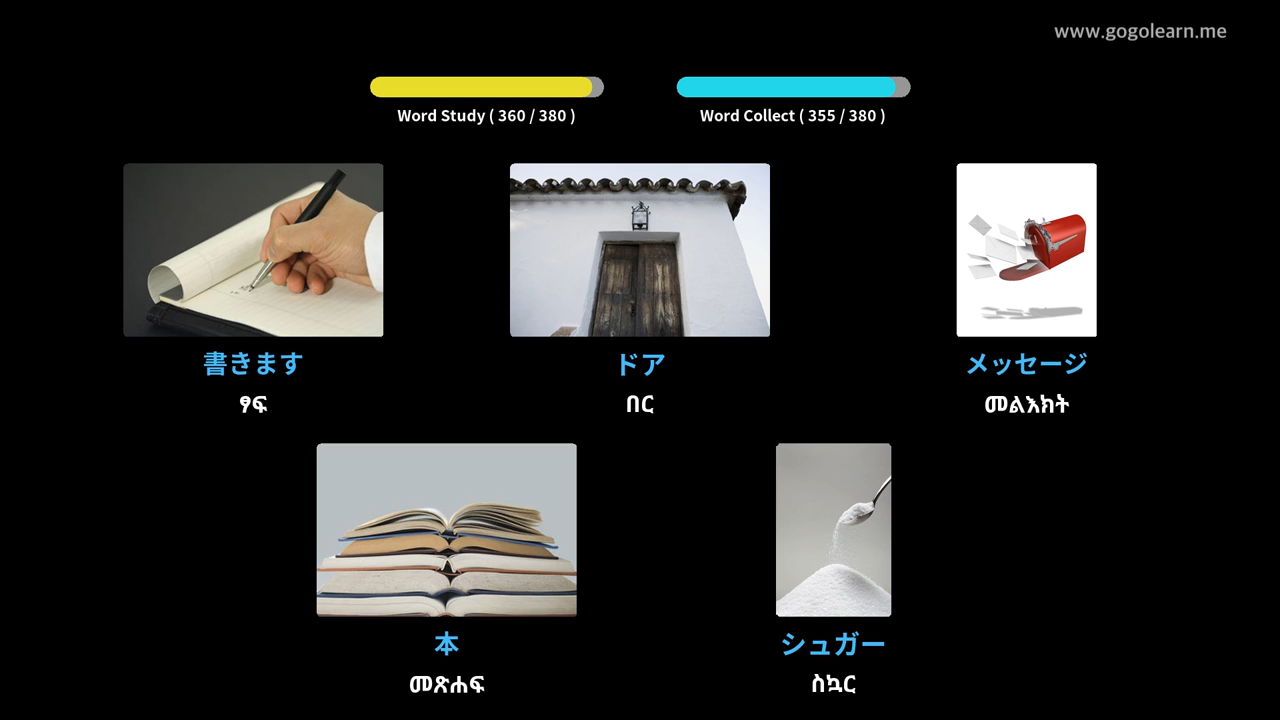 www.gogolearn.me
Word Study ( 360 / 380 )
Word Collect ( 355 / 380 )
書きます
ፃፍ
ドア
በር
メッセージ
መልእክት
本
መጽሐፍ
シュガー
ስኳር